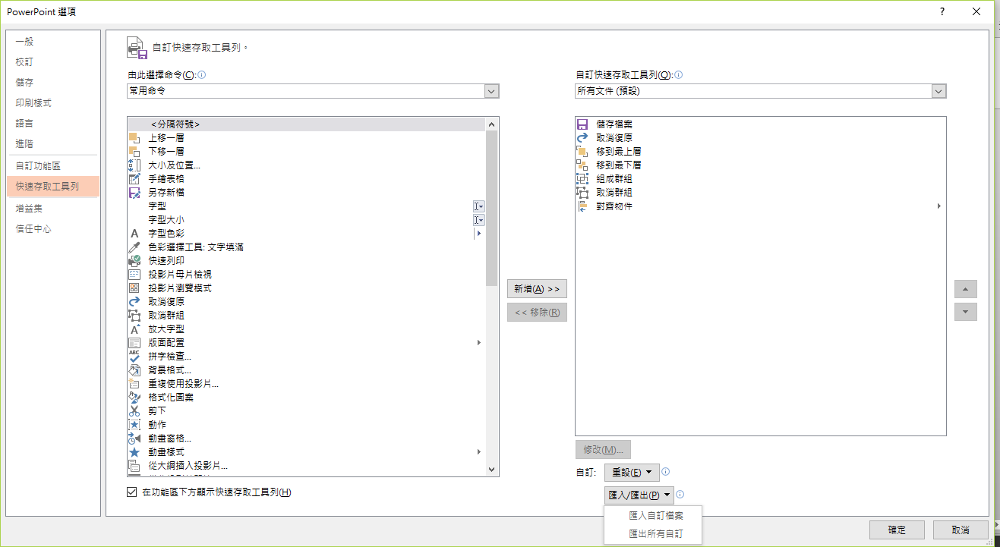 PowerPoint 選項
?
一般
校訂
儲存
印刷樣式
語言
進階
自訂功能區
快速存取工具列
增益集
信任中心
自訂快速存取工具列。
由此選擇命令(C):
常用命令
<分隔符號>
上移一層
下移一層
大小及位置...
手繪表格
另存新檔
字型
字型大小
字型色彩
色彩選擇工具: 文字填滿
快速列印
投影片母片檢視
投影片瀏覽模式
取消復原
取消群組
放大字型
版面配置
拼字檢查...
背景格式...
重複使用投影片...
格式化圖案
剪下
動作
動畫窗格...
動畫樣式
從大綱插入投影片...
在功能區下方顯示快速存取工具列(H)
新增(A) >>
<< 移除(R)
自訂快速存取工具列(Q):
所有文件 (預設)
儲存檔案
取消復原
移到最上層
移到最下層
組成群組
取消群組
對齊物件
修改(M)...
自訂:
重設(E)
匯入/匯出(P)
匯入自訂檔案
匯出所有自訂
確定
取消